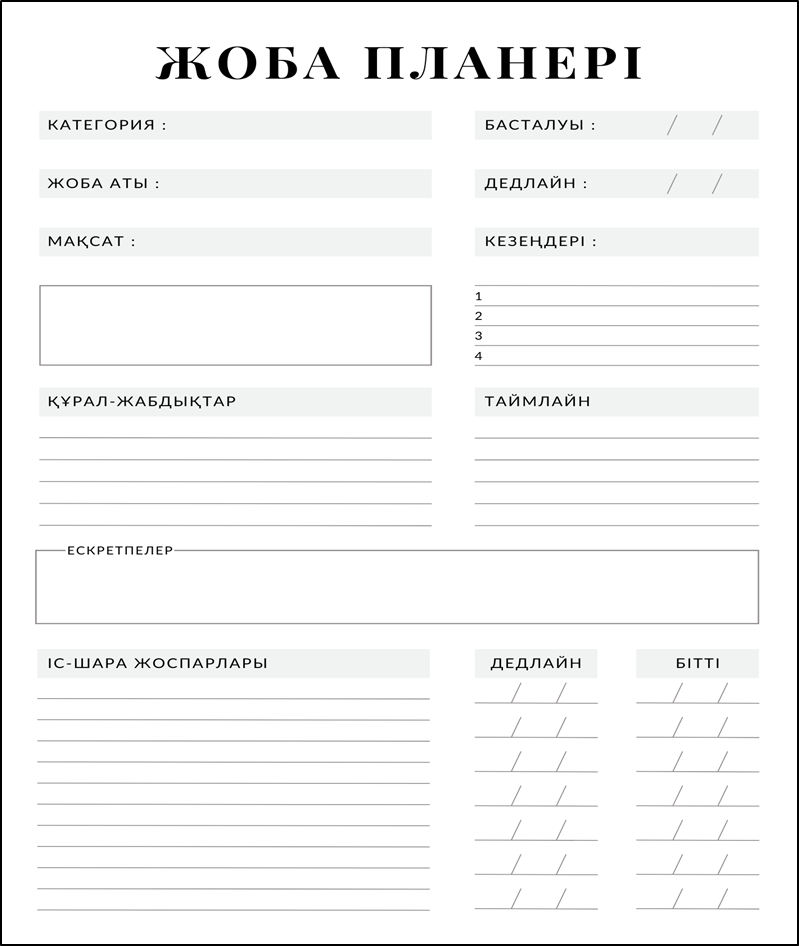 ЖОБА ПЛАНЕРІ
КАТЕГОРИЯ :
БАСТАЛУЫ : / /
ЖОБА АТЫ :
ДЕДЛАЙН : / /
МАҚСАТ :
КЕЗЕҢДЕРІ :
1
2
3
4
ҚҰРАЛ-ЖАБДЫҚТАР
ТАЙМЛАЙН
ЕСКРЕТПЕЛЕР
ІС-ШАРА ЖОСПАРЛАРЫ
ДЕДЛАЙН
БІТТІ
/ / / /
/ / / /
/ / / /
/ / / /
/ / / /
/ / / /
/ / / /